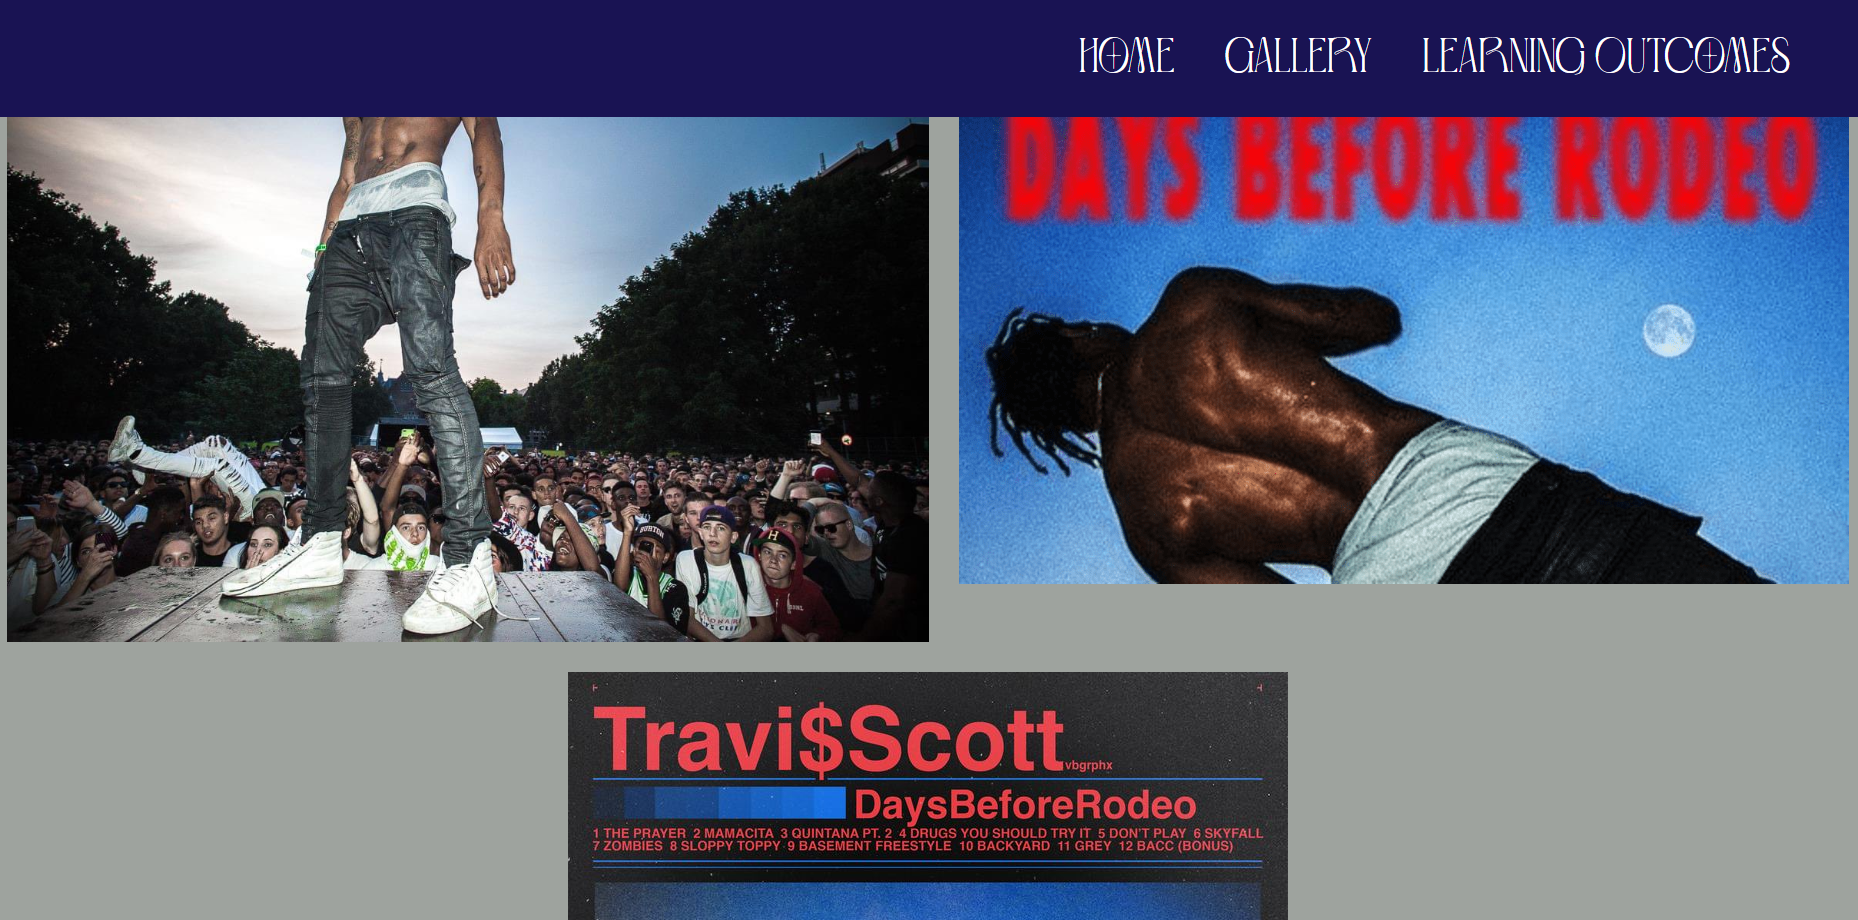 HOME GALLERY LEARNING OUTCOMES
DAYS BEFORE RODEO
BURTON
H
Travi$Scott vbgrphx
DaysBeforeRodeo
1 THE PRAYER 2 MAMACITA 3 QUINTANA PT. 2 4 DRUGS YOU SHOULD TRY IT 5 DON'T PLAY 6 SKYFALL
7 ZOMBIES 8 SLOPPY TOPPY 9 BASEMENT FREESTYLE 10 BACKYARD 11 GREY 12 BACC (BONUS)